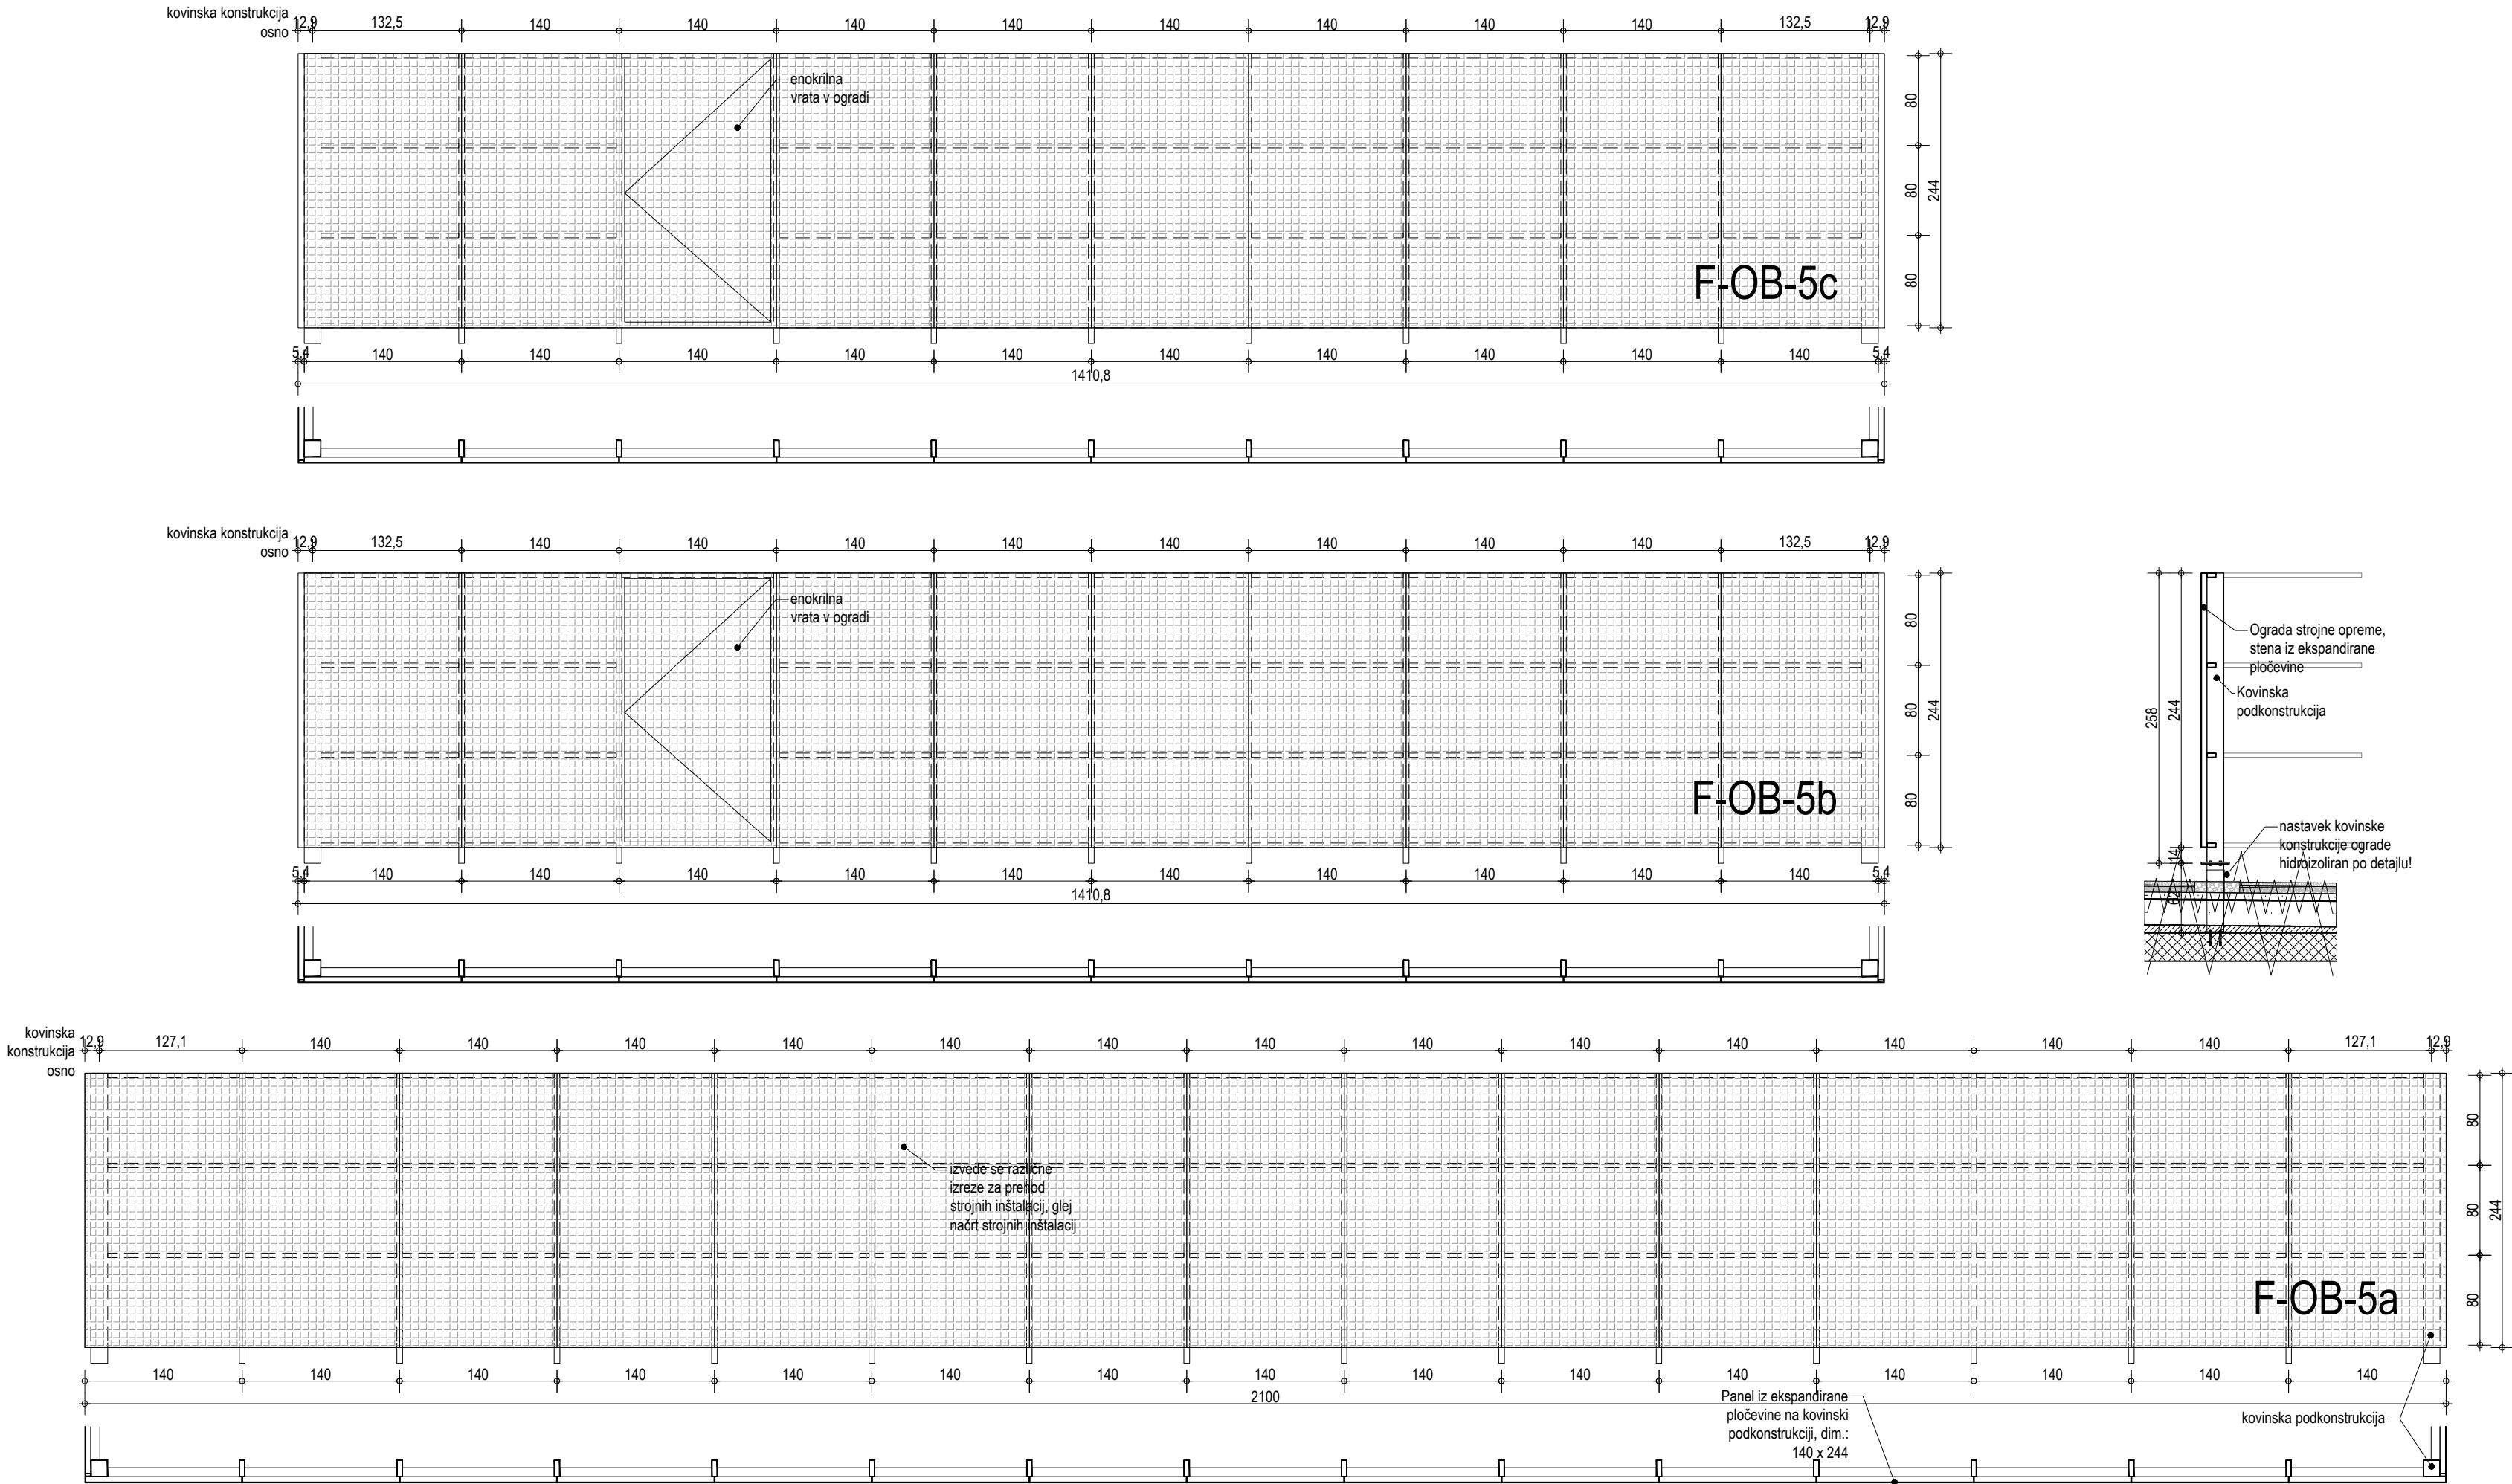 kovinska konstrukcija
osno
12,9 132,5 140 140 140 140 140 140 140 140 132,5 12,9
enokrilna
vrata v ogradi
80
80
80
244
F-OB-5c
5,4 140 140 140 140 140 140 140 140 140 140 5,4
1410,8
kovinska konstrukcija
osno
12,9 132,5 140 140 140 140 140 140 140 140 132,5 12,9
enokrilna
vrata v ogradi
80
80
80
244
F-OB-5b
5,4 140 140 140 140 140 140 140 140 140 140 5,4
1410,8
Ograda strojne opreme,
stena iz ekspandirane
pločevine
Kovinska
podkonstrukcija
258
244
14
62
nastavek kovinske
konstrukcije ograde
hidroizoliran po detajlu!
kovinska
konstrukcija
osno
12,9 127,1 140 140 140 140 140 140 140 140 140 140 140 140 140 127,1 12,9
izvede se različne
izreze za prehod
strojnih inštalacij, glej
načrt strojnih inštalacij
80
80
80
244
F-OB-5a
140 140 140 140 140 140 140 140 140 140 140 140 140 140 140
2100
Panel iz ekspandirane
pločevine na kovinski
podkonstrukciji, dim.:
140 x 244
kovinska podkonstrukcija